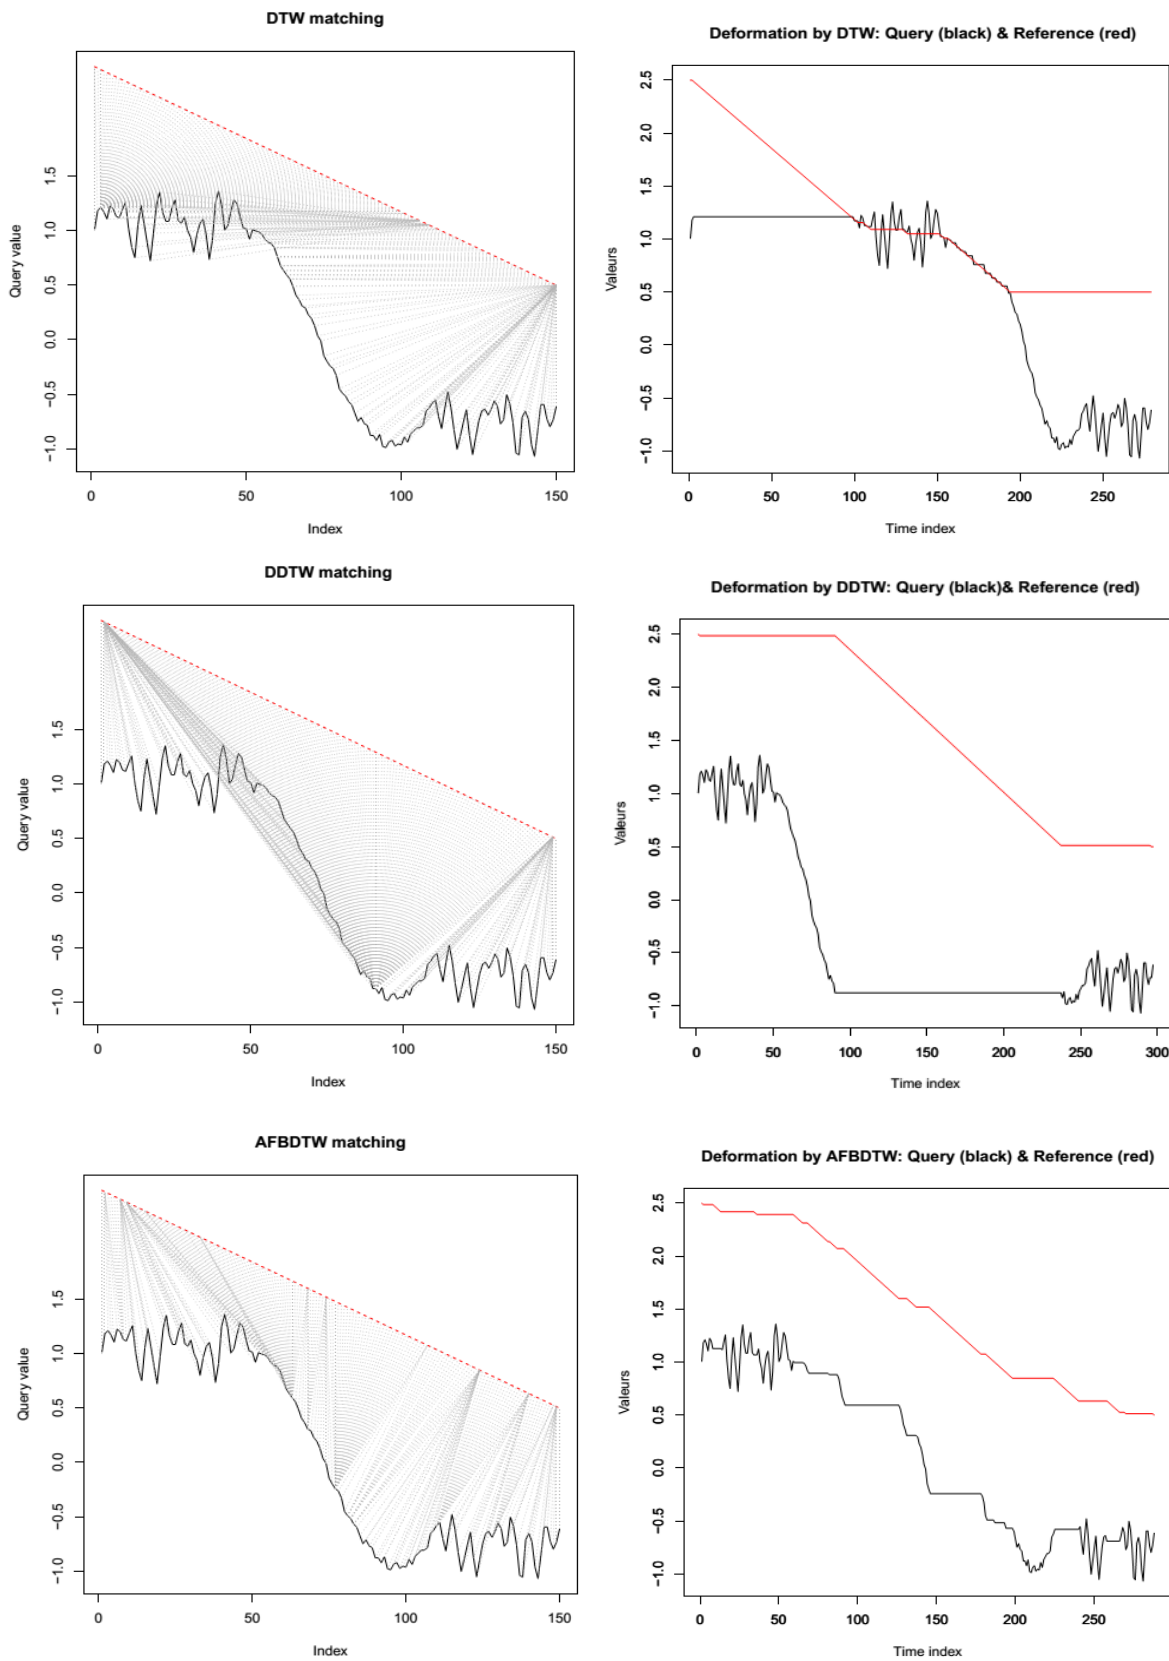 DTW matching
Query value
1.5
1.0
0.5
0.0
−0.5
−1.0
0 50 100 150
Index
Deformation by DTW: Query (black) & Reference (red)
Valeurs
2.5
2.0
1.5
1.0
0.5
0.0
−0.5
−1.0
0 50 100 150 200 250
Time index
DDTW matching
Query value
1.5
1.0
0.5
0.0
−0.5
−1.0
0 50 100 150
Index
Deformation by DDTW: Query (black)& Reference (red)
Valeurs
2.5
2.0
1.5
1.0
0.5
0.0
−0.5
−1.0
0 50 100 150 200 250 300
Time index
AFBDTW matching
Query value
1.5
1.0
0.5
0.0
−0.5
−1.0
0 50 100 150
Index
Deformation by AFBDTW: Query (black) & Reference (red)
Valeurs
2.5
2.0
1.5
1.0
0.5
0.0
−0.5
−1.0
0 50 100 150 200 250
Time index